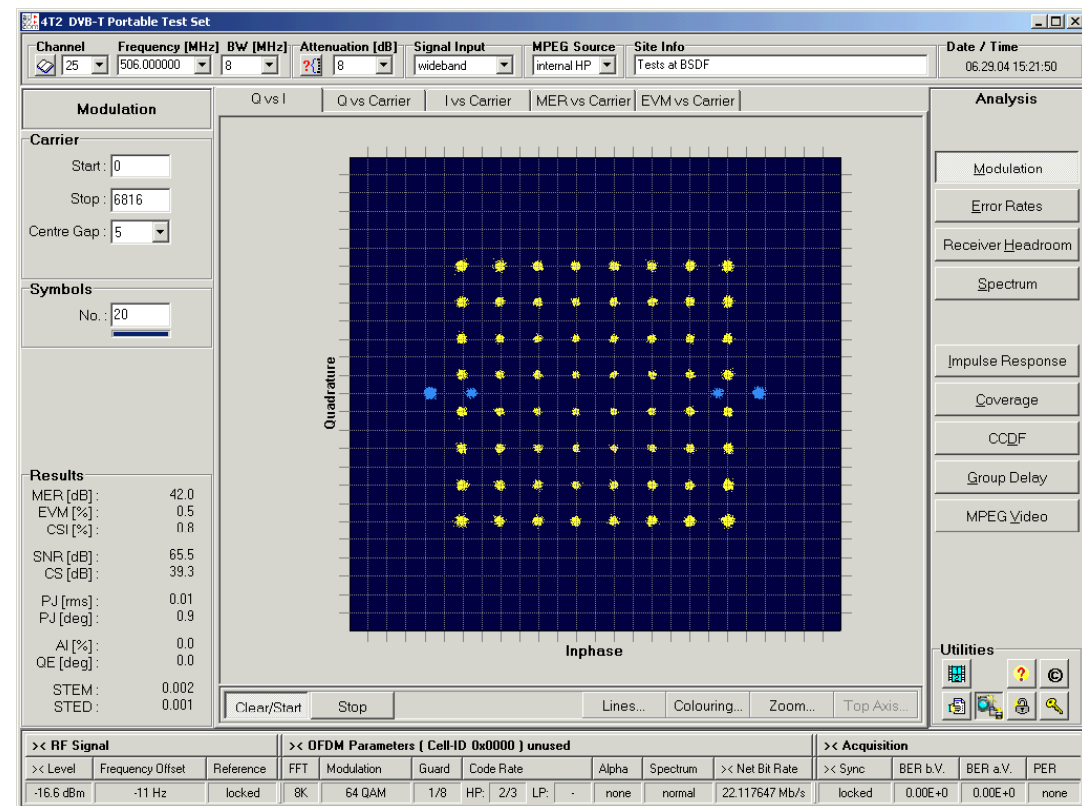 4T2 DVB-T Portable Test Set
Channel Frequency [MHz] BW [MHz] Attenuation [dB] Signal Input MPEG Source Site Info Date / Time
25 506.000000 8 8 wideband internal HP Tests at BSDF 06.29.04 15:21:50
Modulation
Q vs I Q vs Carrier I vs Carrier MER vs Carrier EVM vs Carrier
Analysis
Carrier
Start : 0
Stop : 6816
Centre Gap : 5
Symbols
No. : 20
Modulation
Error Rates
Receiver Headroom
Spectrum
Impulse Response
Coverage
CCDF
Group Delay
MPEG Video
Quadrature
Inphase
Results
MER [dB] : 42.0
EVM [%] : 0.5
CSI [%] : 0.8
SNR [dB] : 65.5
CS [dB] : 39.3
PJ [rms] : 0.01
PJ [deg] : 0.9
AI [%] : 0.0
QE [deg] : 0.0
STEM : 0.002
STED : 0.001
Clear/Start Stop Lines... Colouring... Zoom... Top Axis...
Utilities
>< RF Signal >< OFDM Parameters ( Cell-ID 0x0000 ) unused >< Acquisition
>< Level Frequency Offset Reference FFT Modulation Guard Code Rate Alpha Spectrum >< Net Bit Rate >< Sync BER b.V. BER a.V. PER
-16.6 dBm -11 Hz locked 8K 64 QAM 1/8 HP: 2/3 LP: - none normal 22.117647 Mb/s locked 0.00E+0 0.00E+0 none